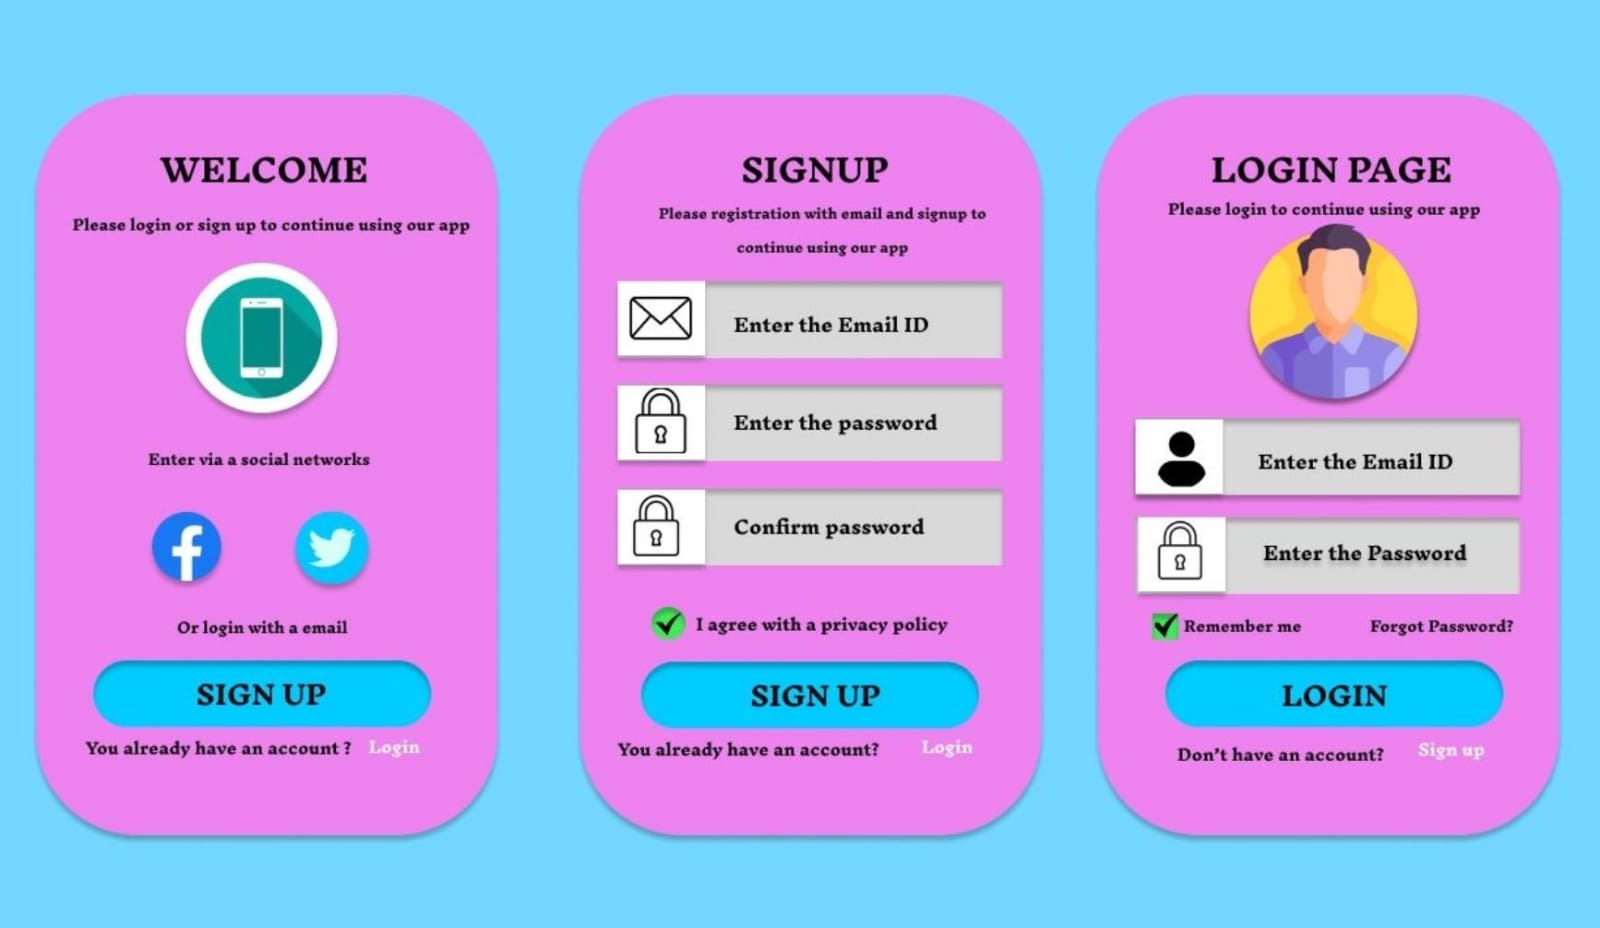 WELCOME
Please login or sign up to continue using our app
Enter via a social networks
Or login with a email
SIGN UP
You already have an account ? Login
SIGNUP
Please registration with email and signup to
continue using our app
Enter the Email ID
Enter the password
Confirm password
I agree with a privacy policy
SIGN UP
You already have an account? Login
LOGIN PAGE
Please login to continue using our app
Enter the Email ID
Enter the Password
Remember me Forgot Password?
LOGIN
Don't have an account? Sign up